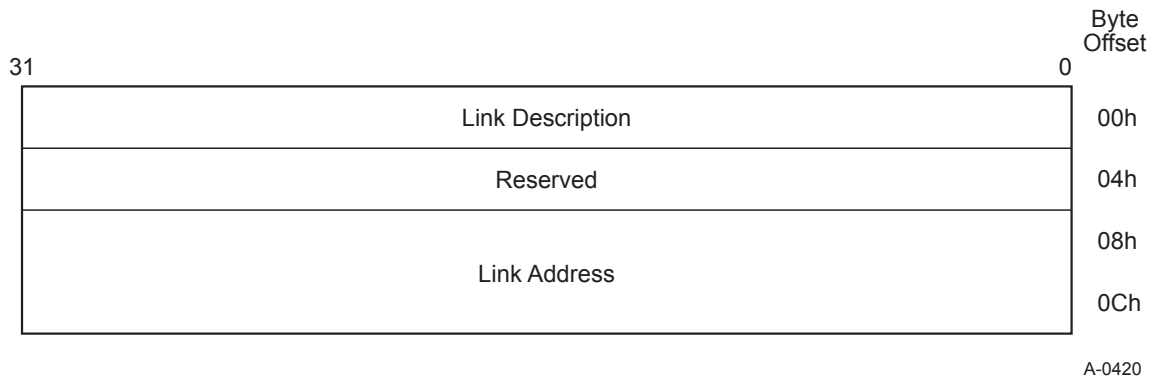 Byte
Offset
31 0
Link Description 00h
Reserved 04h
08h
Link Address
0Ch
A-0420